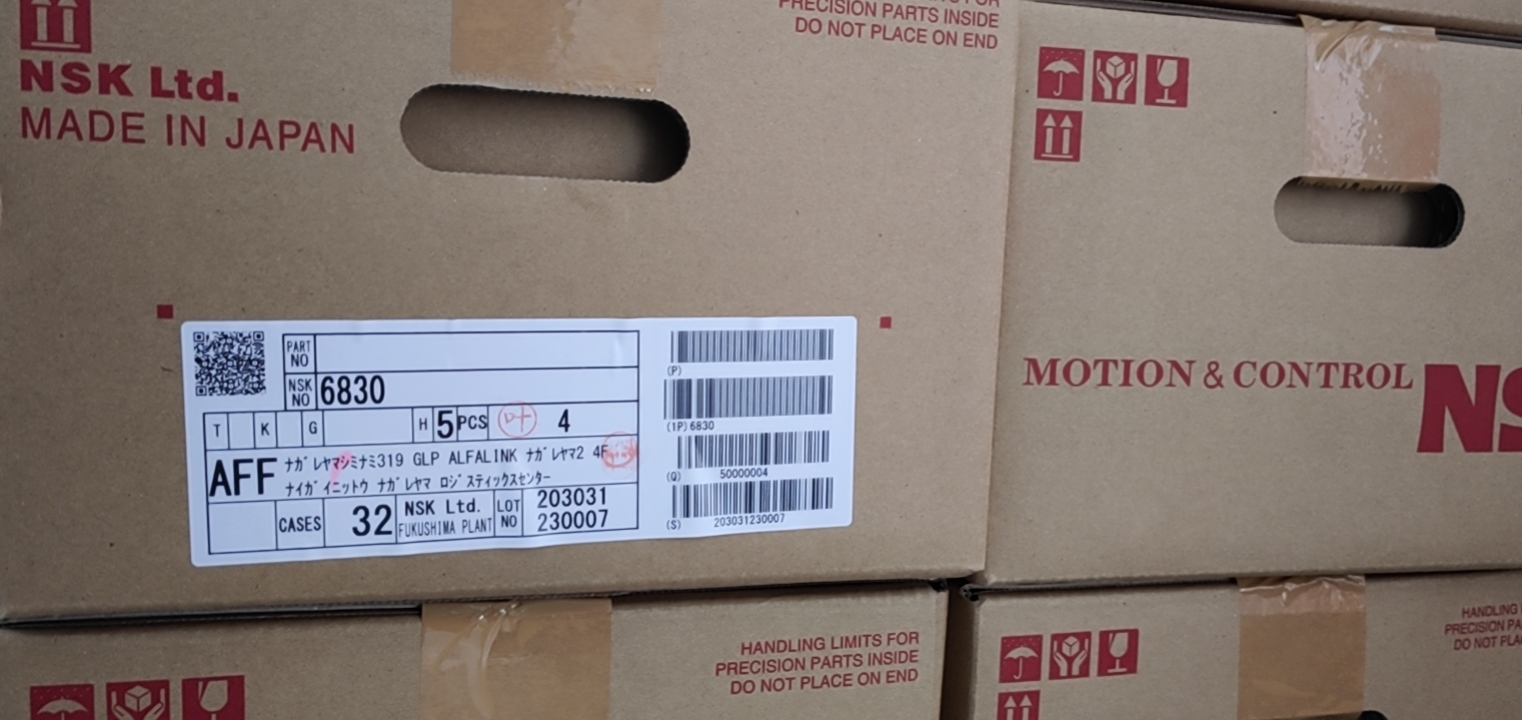 NSK Ltd.
MADE IN JAPAN
PRECISION PARTS INSIDE
DO NOT PLACE ON END
PART NO
NSK NO 6830
T K G H 5 PCS 4
AFF ナガレヤマシミナミ319 GLP ALFALINK ナガレヤマ2 4F
ナイガイニットウ ナガレヤマ ロジスティックスセンター
CASES 32 NSK Ltd. FUKUSHIMA PLANT LOT NO 203031 230007
(P)
(1P) 6830
(Q) 50000004
(S) 203031230007
MOTION & CONTROL NS
HANDLING LIMITS FOR
PRECISION PARTS INSIDE
DO NOT PLACE ON END
HANDLING
PRECISION
DO NOT